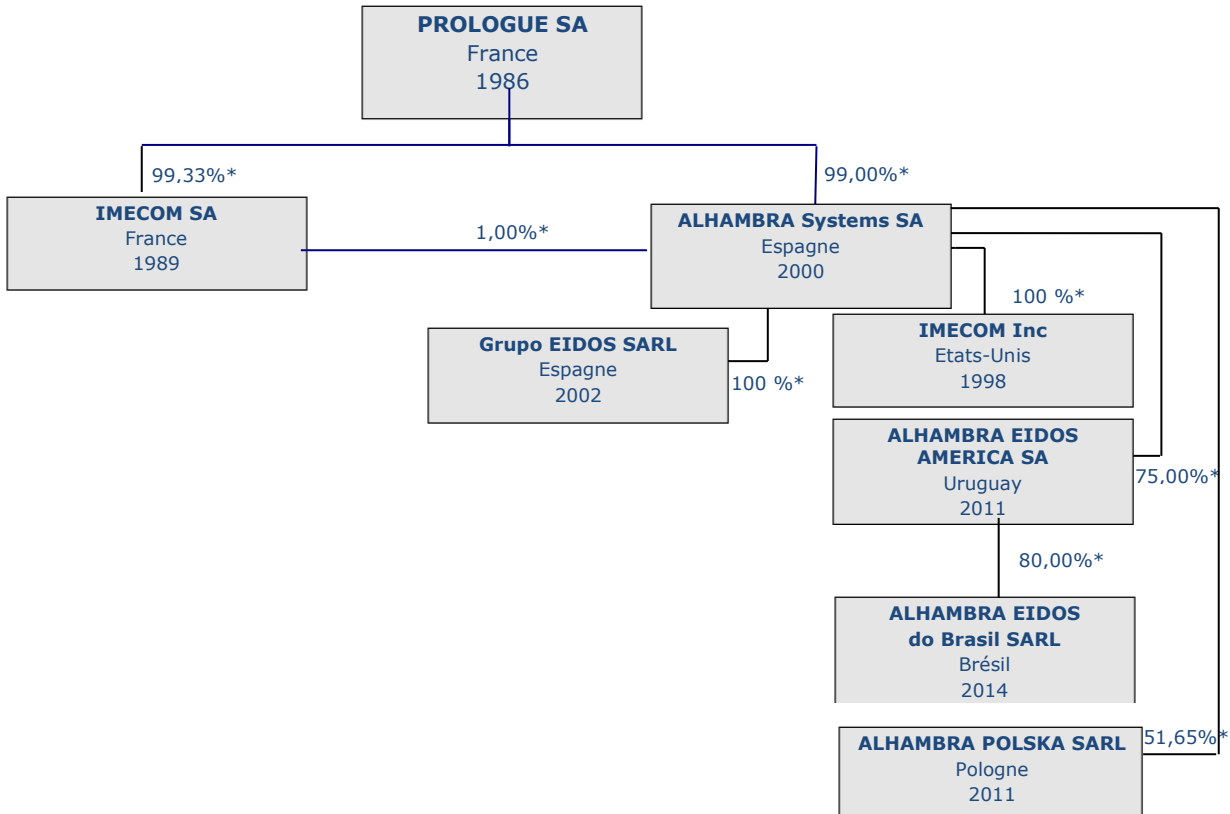 PROLOGUE SA
France
1986
99,33%*
99,00%*
IMECOM SA
France
1989
1,00%*
ALHAMBRA Systems SA
Espagne
2000
100 %*
Grupo EIDOS SARL
Espagne
2002
100 %*
IMECOM Inc
Etats-Unis
1998
ALHAMBRA EIDOS
AMERICA SA
Uruguay
2011
75,00%*
80,00%*
ALHAMBRA EIDOS
do Brasil SARL
Brésil
2014
ALHAMBRA POLSKA SARL
Pologne
2011
51,65%*